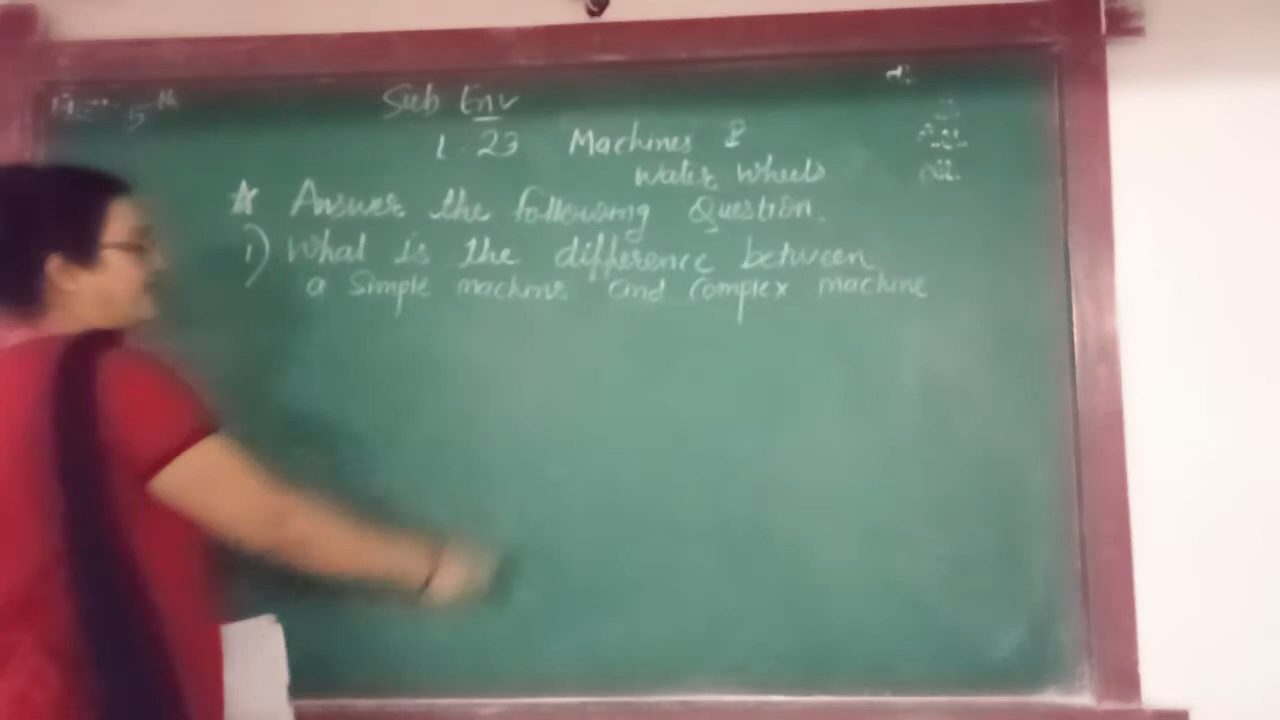 5th
Sub Env
L. 23 Machines &
water wheels
★ Answer the following Question.
1) What is the difference between
a simple machine and complex machine